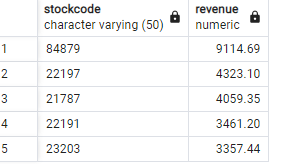 stockcode revenue
character varying (50) numeric
1 84879 9114.69
2 22197 4323.10
3 21787 4059.35
4 22191 3461.20
5 23203 3357.44